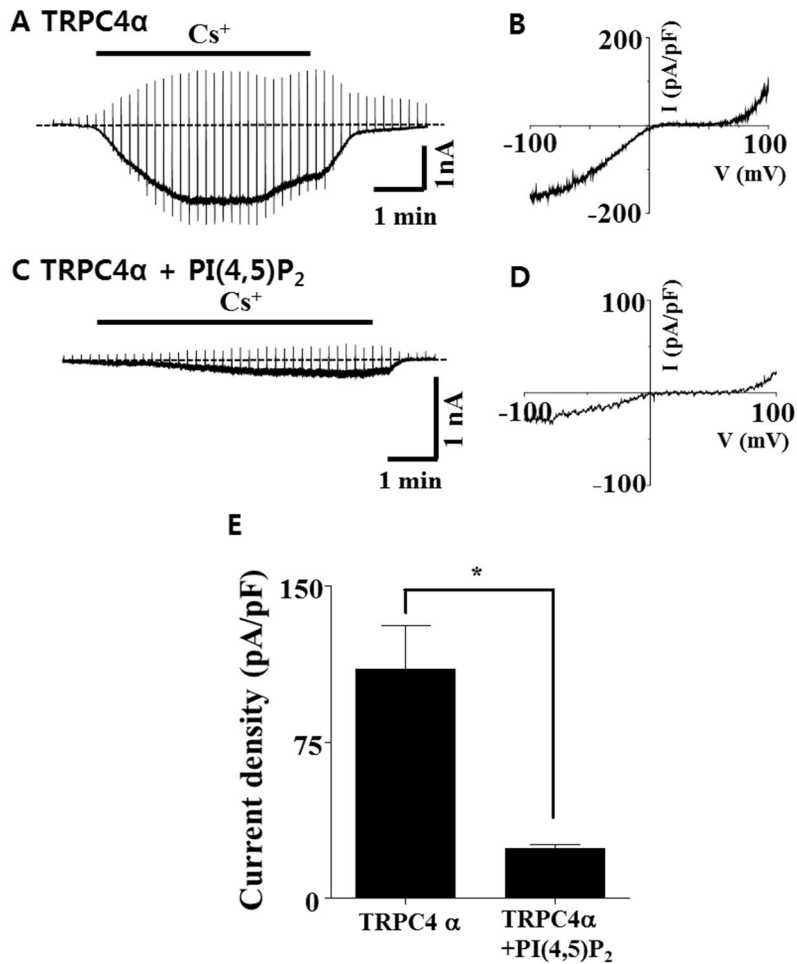 A TRPC4α
Cs⁺
1nA
1 min
B
200
I (pA/pF)
-100
100
V (mV)
-200
C TRPC4α + PI(4,5)P₂
Cs⁺
1 nA
1 min
D
100
I (pA/pF)
-100
100
V (mV)
-100
E
Current density (pA/pF)
150
75
0
*
TRPC4 α
TRPC4α
+PI(4,5)P₂